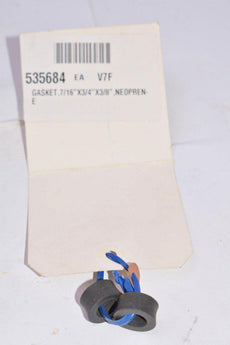 535684 EA V7F
GASKET,7/16"X3/4"X3/8",NEOPREN-
E